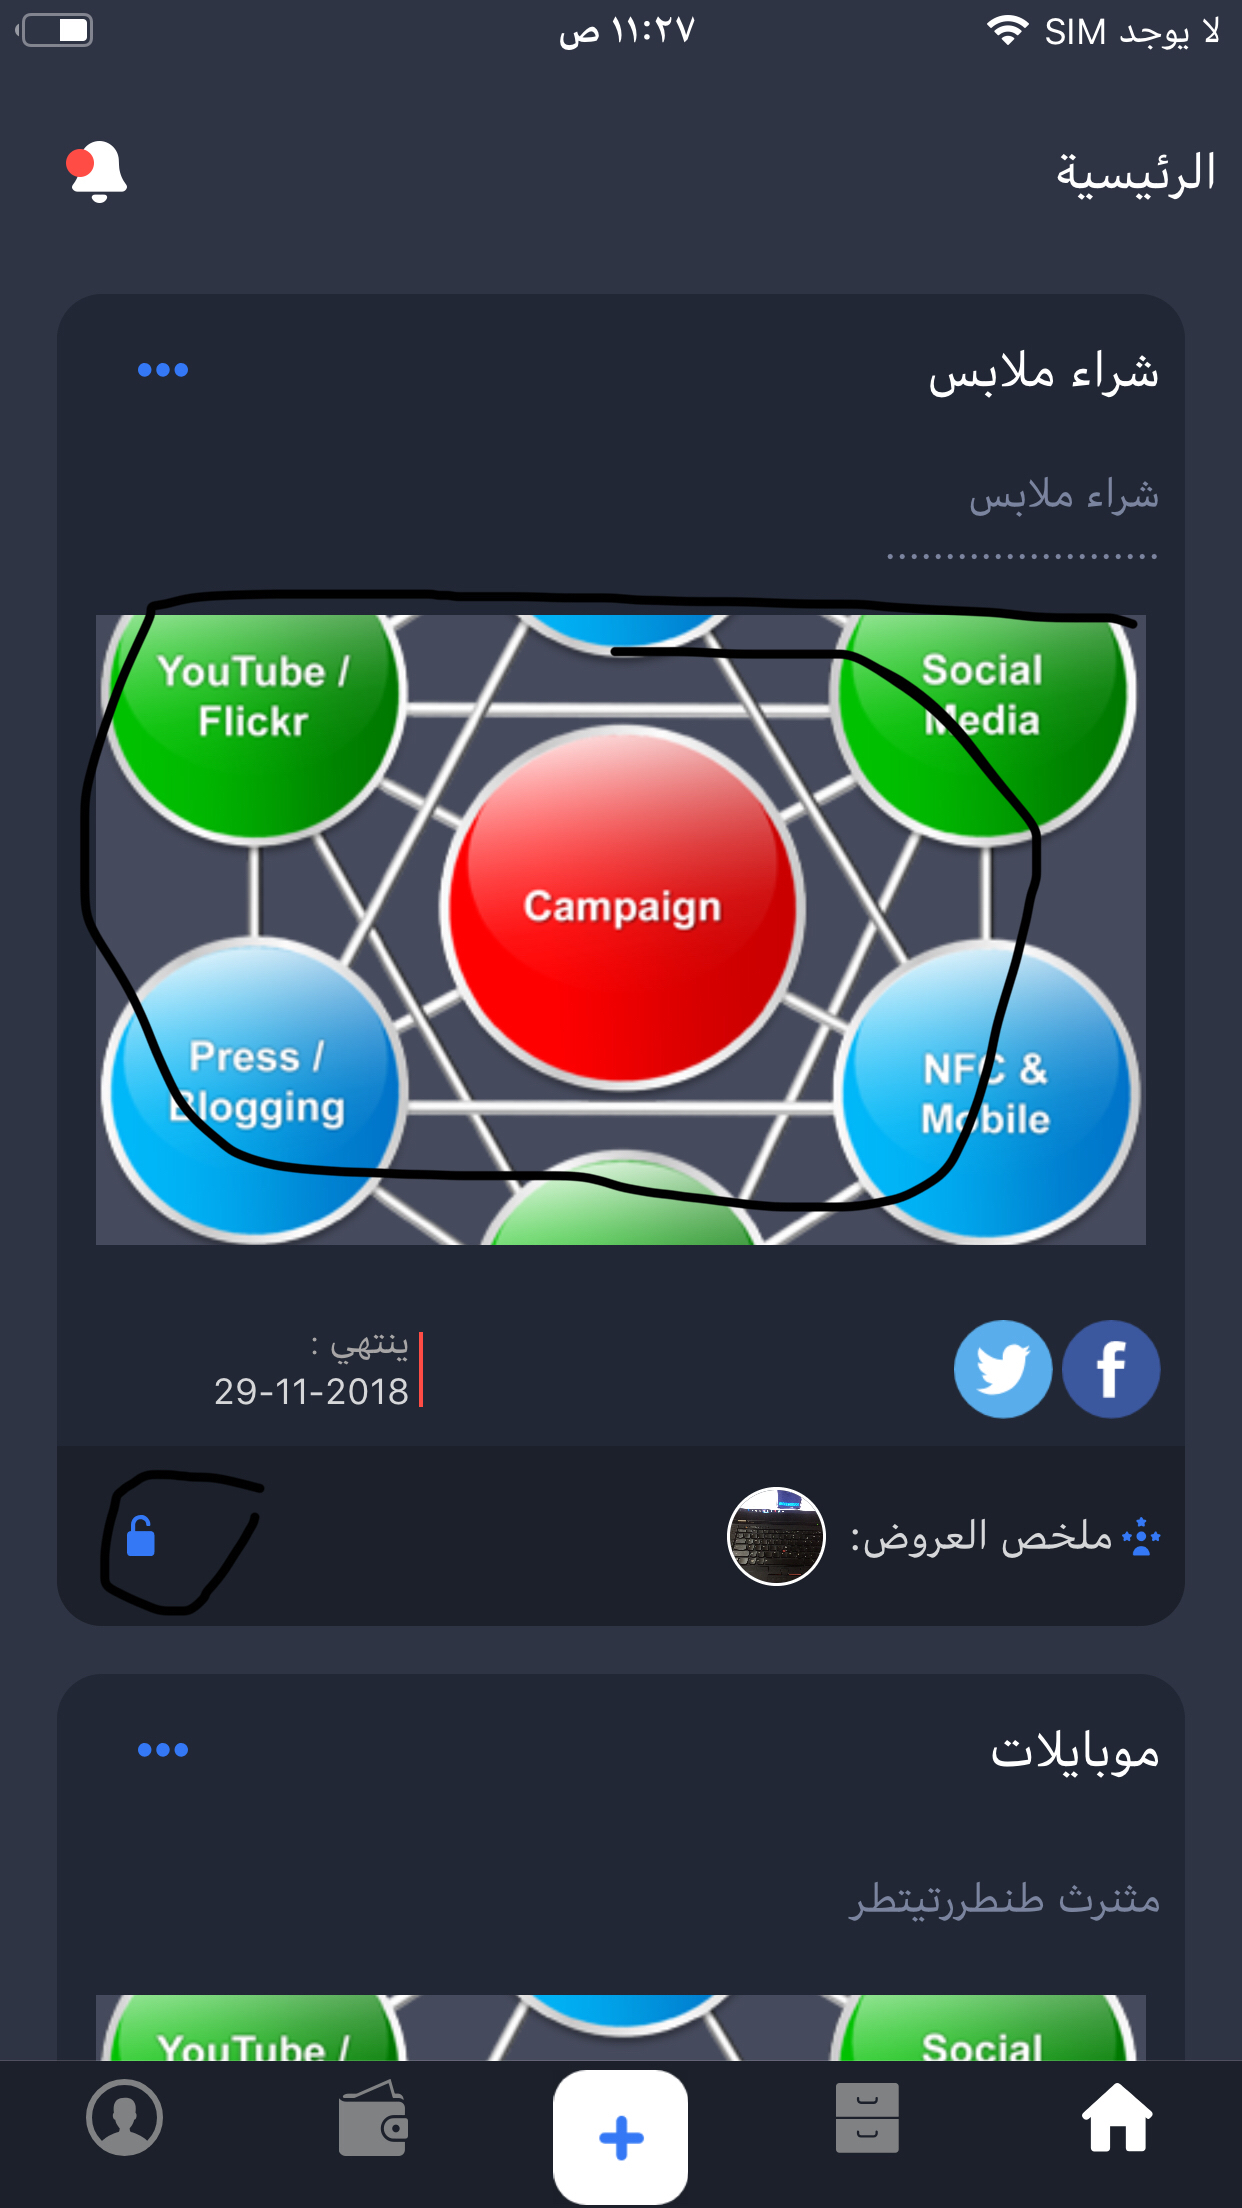 لا يوجد SIM
١١:٢٧ ص
الرئيسية
شراء ملابس
شراء ملابس
.......................
YouTube /
Flickr
Social
Media
Campaign
Press /
Blogging
NFC &
Mobile
ينتهي :
29-11-2018
ملخص العروض:
موبايلات
مثنرث طنطررتيتطر
YouTube /
Social